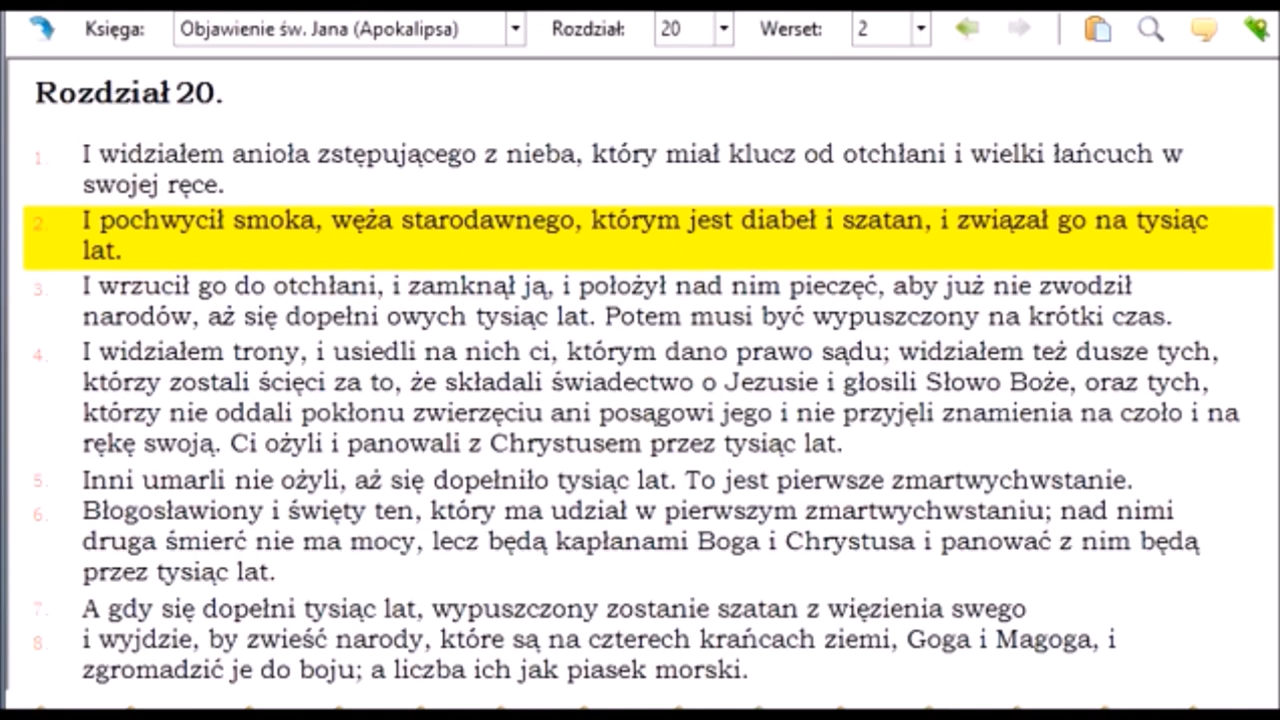 Księga: Objawienie św. Jana (Apokalipsa) Rozdział: 20 Werset: 2
Rozdział 20.
1. I widziałem anioła zstępującego z nieba, który miał klucz od otchłani i wielki łańcuch w
swojej ręce.
2. I pochwycił smoka, węża starodawnego, którym jest diabeł i szatan, i związał go na tysiąc
lat.
3. I wrzucił go do otchłani, i zamknął ją, i położył nad nim pieczęć, aby już nie zwodził
narodów, aż się dopełni owych tysiąc lat. Potem musi być wypuszczony na krótki czas.
4. I widziałem trony, i usiedli na nich ci, którym dano prawo sądu; widziałem też dusze tych,
którzy zostali ścięci za to, że składali świadectwo o Jezusie i głosili Słowo Boże, oraz tych,
którzy nie oddali pokłonu zwierzęciu ani posągowi jego i nie przyjęli znamienia na czoło i na
rękę swoją. Ci ożyli i panowali z Chrystusem przez tysiąc lat.
5. Inni umarli nie ożyli, aż się dopełniło tysiąc lat. To jest pierwsze zmartwychwstanie.
6. Błogosławiony i święty ten, który ma udział w pierwszym zmartwychwstaniu; nad nimi
druga śmierć nie ma mocy, lecz będą kapłanami Boga i Chrystusa i panować z nim będą
przez tysiąc lat.
7. A gdy się dopełni tysiąc lat, wypuszczony zostanie szatan z więzienia swego
8. i wyjdzie, by zwieść narody, które są na czterech krańcach ziemi, Goga i Magoga, i
zgromadzić je do boju; a liczba ich jak piasek morski.